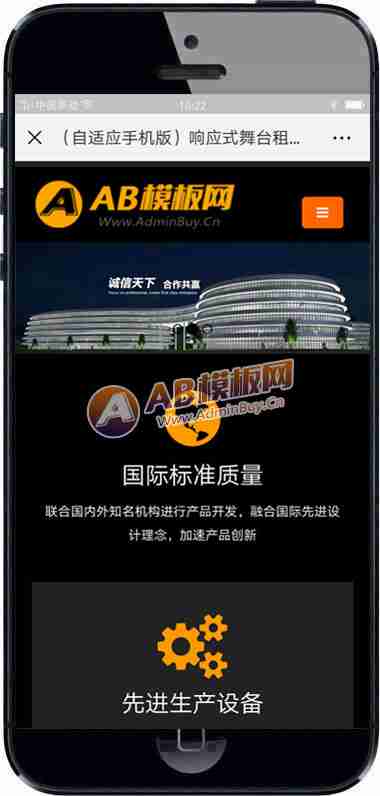 中国移动
16:22
（自适应手机版）响应式舞台租...
AB模板网
Www.AdminBuy.Cn
诚信天下 合作共赢
AB模板网
Www.AdminBuy.Cn
国际标准质量
联合国内外知名机构进行产品开发，融合国际先进设
计理念，加速产品创新
先进生产设备